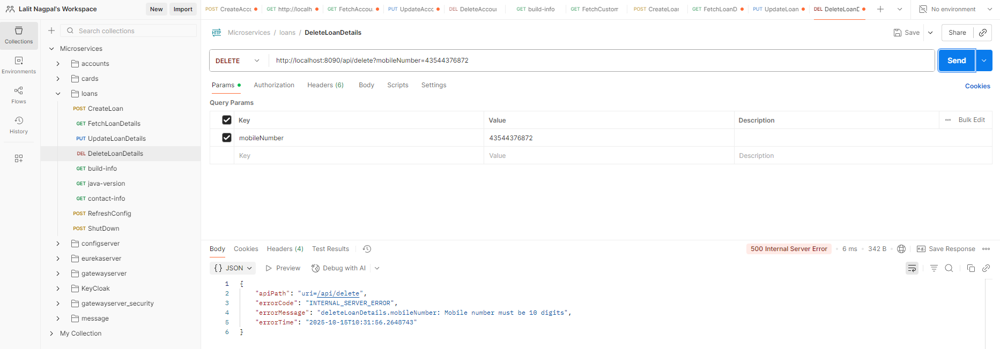 Lalit Nagpal's Workspace
New
Import
POST CreateAcc
GET http://localh
GET FetchAccou
PUT UpdateAcc
DEL DeleteAccour
GET build-info
GET FetchCustom
POST CreateLoar
GET FetchLoanD
PUT UpdateLoan
DEL DeleteLoanD
No environment
Collections
Environments
Flows
History
Search collections
Microservices
accounts
cards
loans
POST CreateLoan
GET FetchLoanDetails
PUT UpdateLoanDetails
DEL DeleteLoanDetails
GET build-info
GET java-version
GET contact-info
POST RefreshConfig
POST ShutDown
configserver
eurekaserver
gatewayserver
KeyCloak
gatewayserver_security
message
My Collection
HTTP Microservices / loans / DeleteLoanDetails
Save
Share
DELETE
http://localhost:8090/api/delete?mobileNumber=43544376872
Send
Params
Authorization
Headers (6)
Body
Scripts
Settings
Cookies
Query Params
Key Value Description Bulk Edit
mobileNumber 43544376872
Key Value Description
Body
Cookies
Headers (4)
Test Results
500 Internal Server Error
6 ms
342 B
e.g. Save Response
{} JSON
Preview
Debug with AI
1 {
2 "apiPath": "uri=/api/delete",
3 "errorCode": "INTERNAL_SERVER_ERROR",
4 "errorMessage": "deleteLoanDetails.mobileNumber: Mobile number must be 10 digits",
5 "errorTime": "2025-10-15T10:31:56.2648743"
6 }